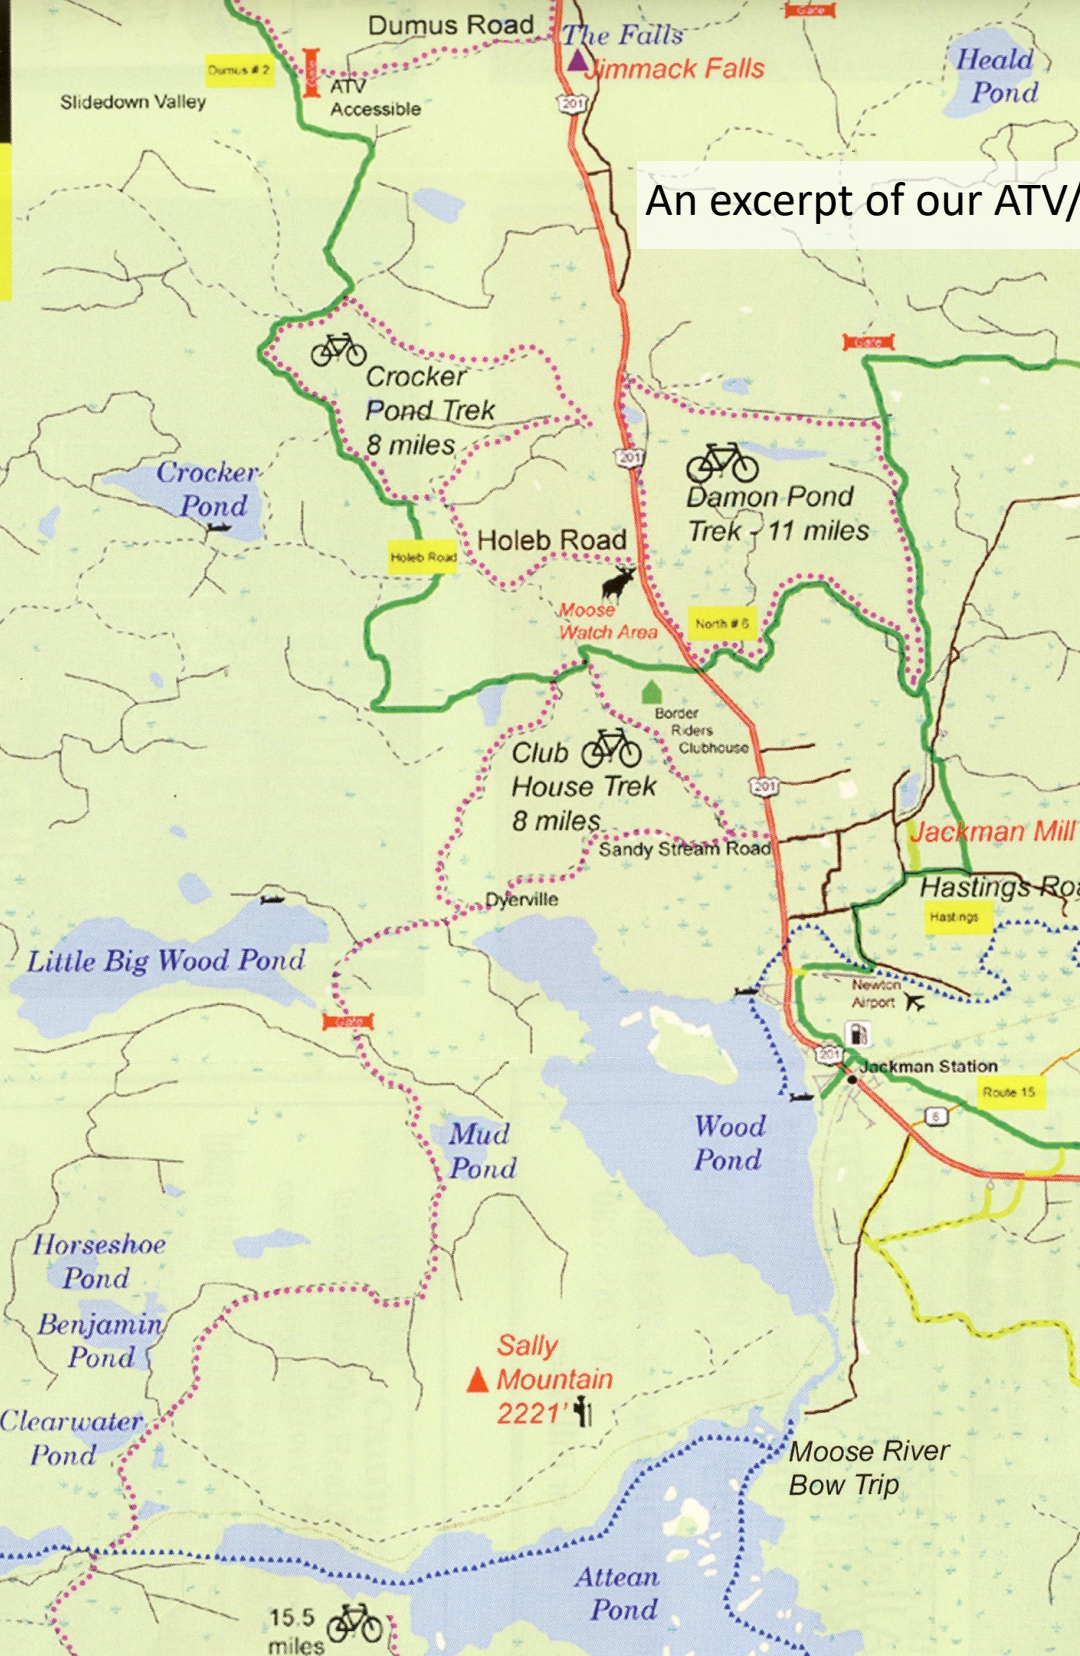 Gate
Dumus Road
The Falls
Jimmack Falls
Heald
Pond
Dumus # 2
Gate
ATV
Accessible
Slidedown Valley
201
An excerpt of our ATV/
Gate
Crocker
Pond Trek
8 miles
201
Damon Pond
Trek - 11 miles
Crocker
Pond
Holeb Road
Holeb Road
Moose
Watch Area
North # 6
Border
Riders
Clubhouse
Club
House Trek
8 miles
201
Sandy Stream Road
Jackman Mill
Hastings Roa
Hastings
Dyerville
Little Big Wood Pond
Newton
Airport
Gate
201
Jackman Station
Route 15
6
Mud
Pond
Wood
Pond
Horseshoe
Pond
Benjamin
Pond
Sally
Mountain
2221'
Clearwater
Pond
Moose River
Bow Trip
Attean
Pond
15.5
miles